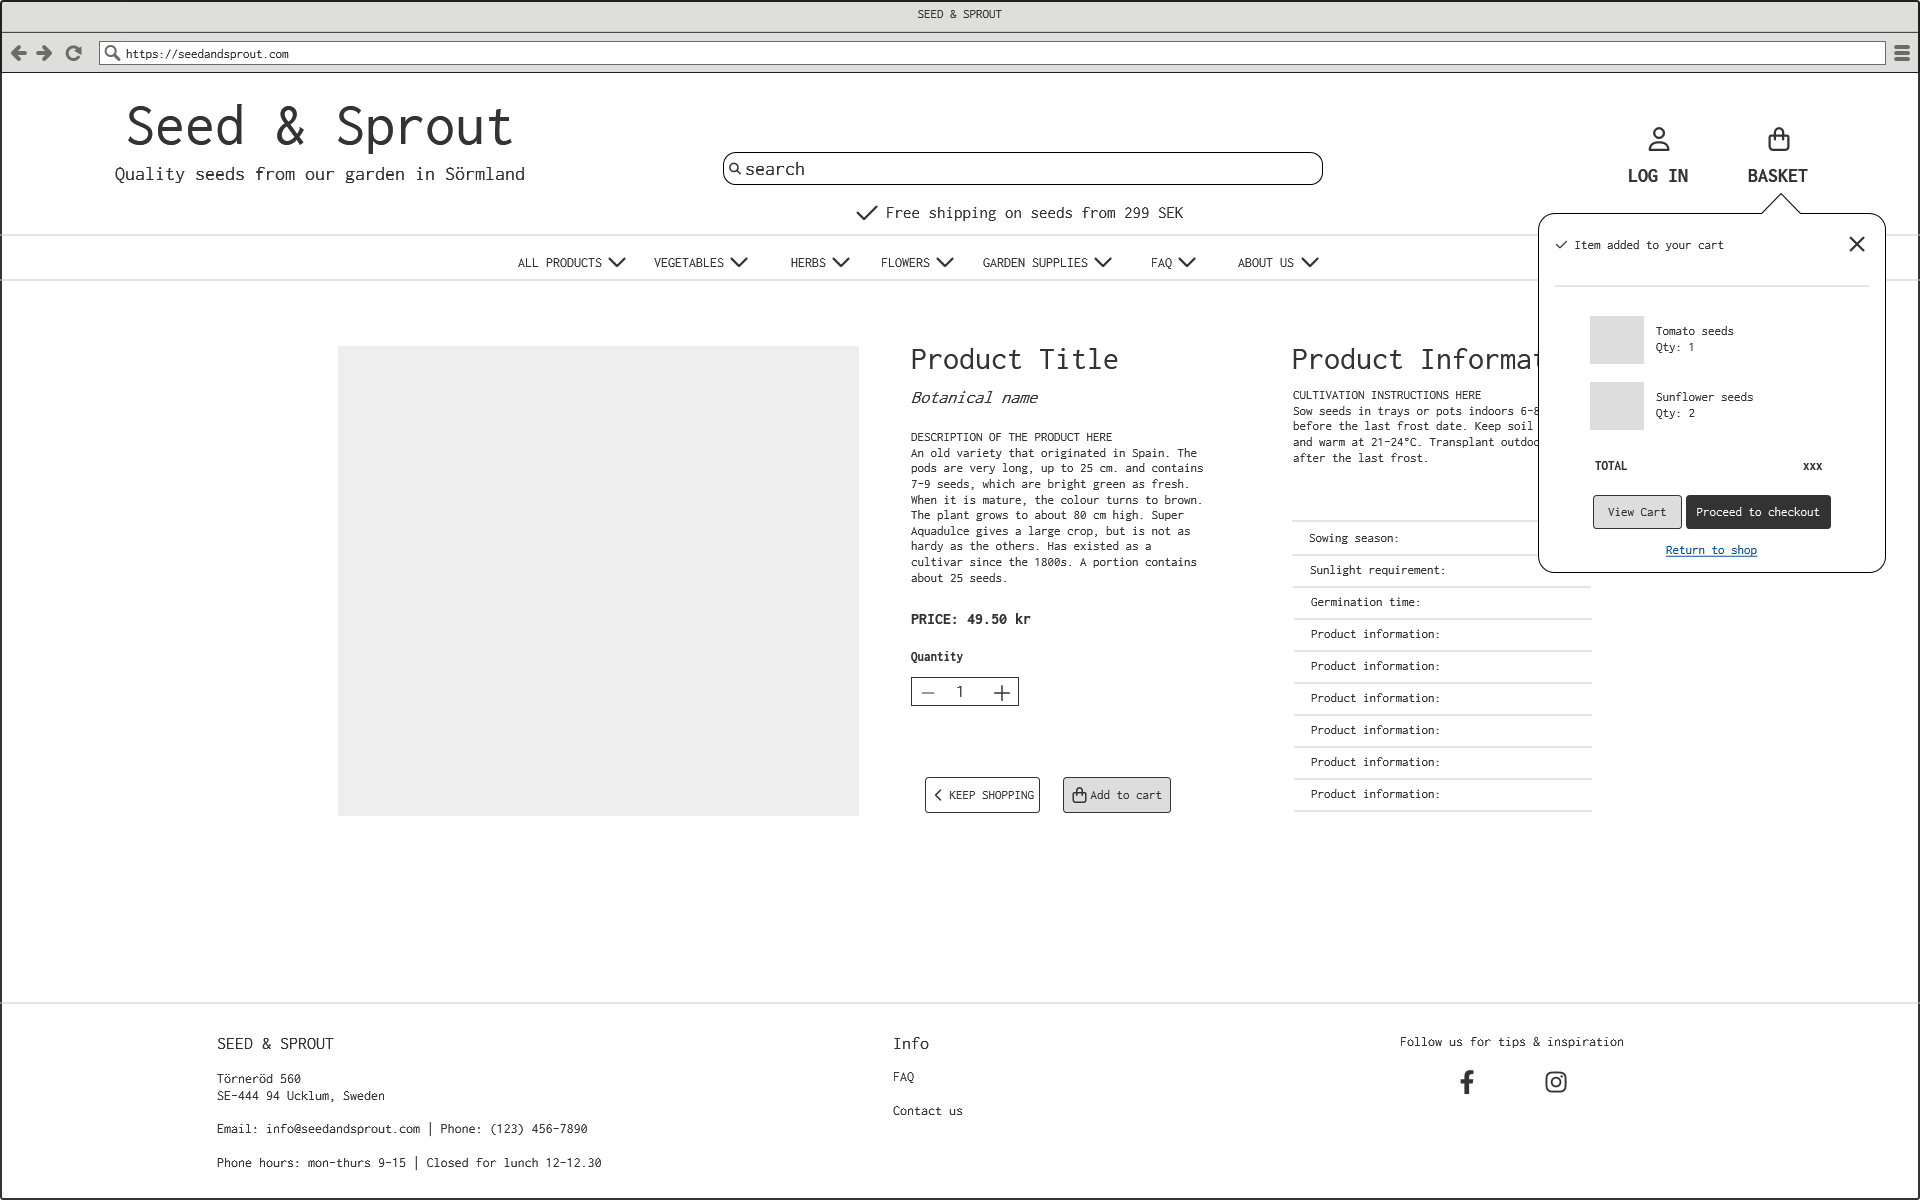 SEED & SPROUT
https://seedandsprout.com
Seed & Sprout
Quality seeds from our garden in Sörmland
search
Free shipping on seeds from 299 SEK
LOG IN
BASKET
ALL PRODUCTS
VEGETABLES
HERBS
FLOWERS
GARDEN SUPPLIES
FAQ
ABOUT US
Item added to your cart
Tomato seeds
Qty: 1
Sunflower seeds
Qty: 2
TOTAL xxx
View Cart
Proceed to checkout
Return to shop
Product Title
Botanical name
DESCRIPTION OF THE PRODUCT HERE
An old variety that originated in Spain. The
pods are very long, up to 25 cm. and contains
7-9 seeds, which are bright green as fresh.
When it is mature, the colour turns to brown.
The plant grows to about 80 cm high. Super
Aquadulce gives a large crop, but is not as
hardy as the others. Has existed as a
cultivar since the 1800s. A portion contains
about 25 seeds.
PRICE: 49.50 kr
Quantity
1
KEEP SHOPPING
Add to cart
Product Informa
CULTIVATION INSTRUCTIONS HERE
Sow seeds in trays or pots indoors 6-8
before the last frost date. Keep soil
and warm at 21-24°C. Transplant outdoo
after the last frost.
Sowing season:
Sunlight requirement:
Germination time:
Product information:
Product information:
Product information:
Product information:
Product information:
Product information:
SEED & SPROUT
Törneröd 560
SE-444 94 Ucklum, Sweden
Email: info@seedandsprout.com | Phone: (123) 456-7890
Phone hours: mon-thurs 9-15 | Closed for lunch 12-12.30
Info
FAQ
Contact us
Follow us for tips & inspiration